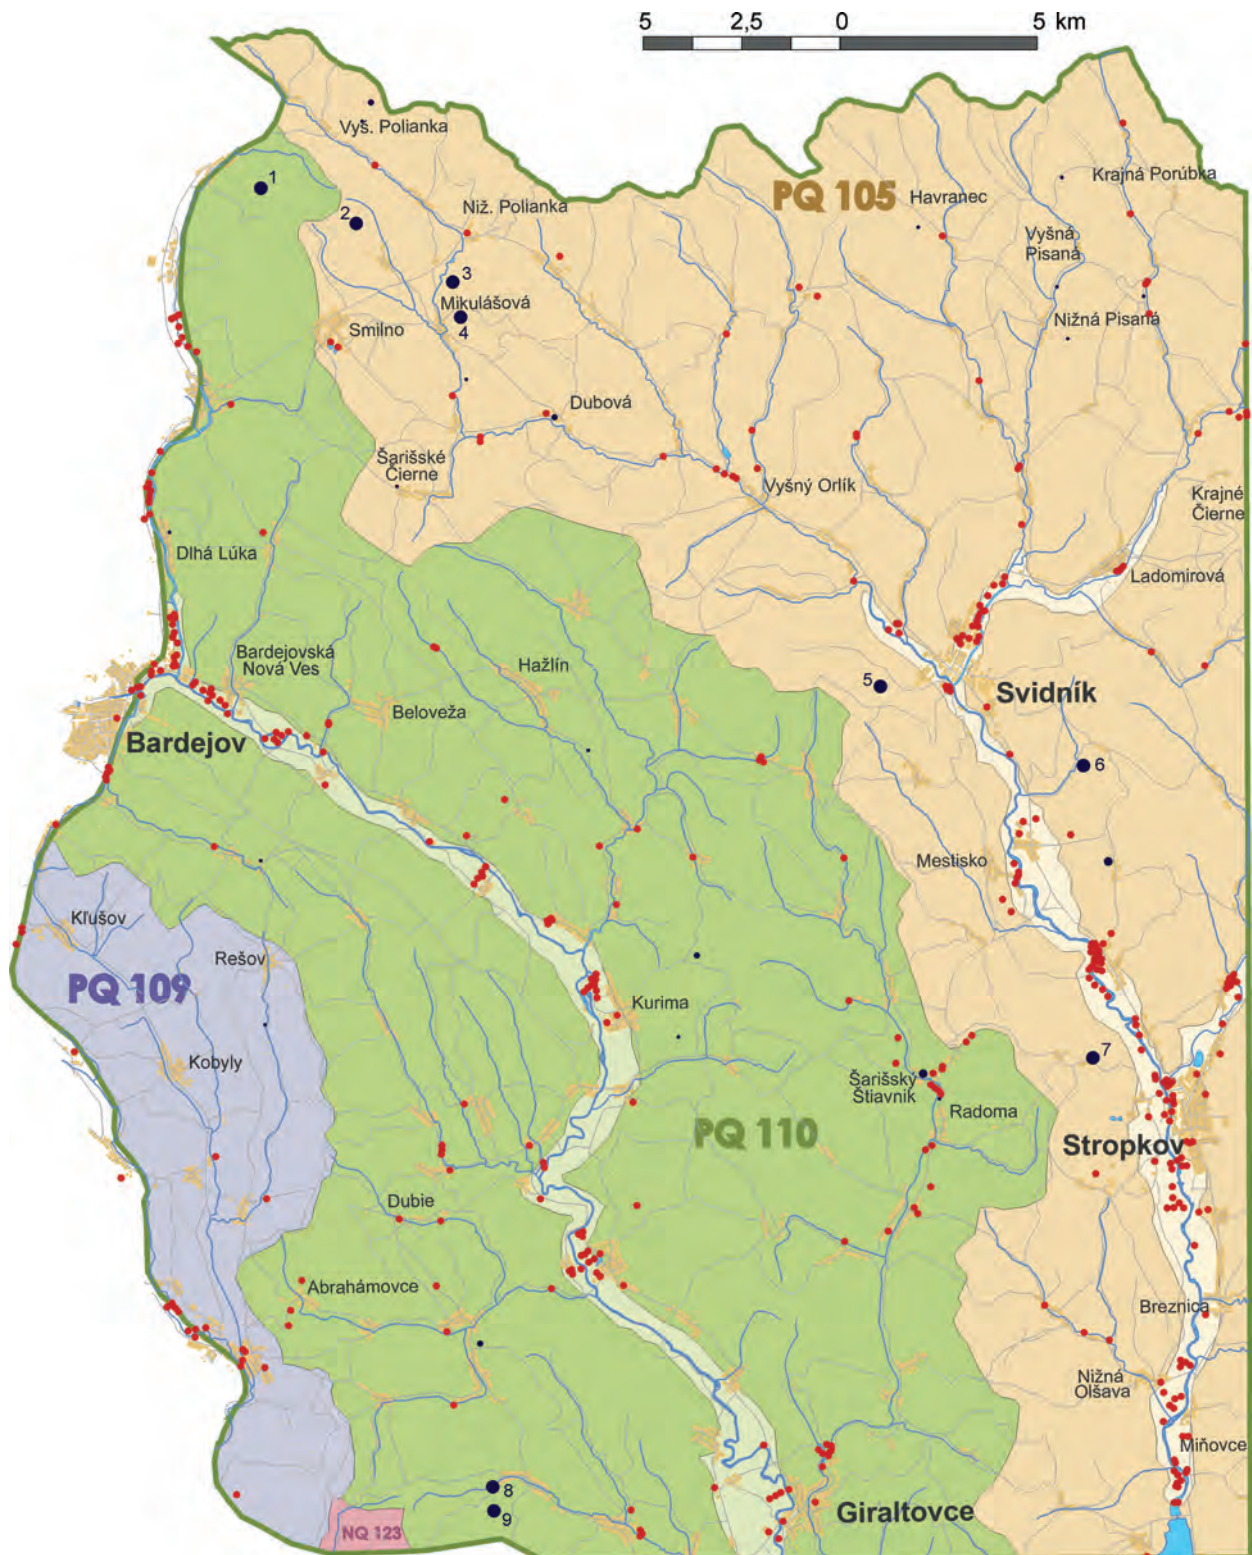 5 2,5 0 5 km
Vyš. Polianka
1
PQ 105
Krajná Porúbka
Havranec
Niž. Polianka
2
Vyšná
Pisaná
3
Mikulášová
4
Smilno
Nižná Pisaná
Dubová
Šarišské
Čierne
Vyšný Orlík
Krajné
Čierne
Dlhá Lúka
Ladomirová
Bardejovská
Nová Ves
Hažlín
5
Svidník
Beloveža
Bardejov
6
Mestisko
Kľušov
Rešov
PQ 109
Kurima
Kobyly
7
Šarišský
Štiavnik
Radoma
PQ 110
Stropkov
Dubie
Abrahámovce
Breznica
Nižná
Olšava
Miňovce
8
9
Giraltovce
NQ 123